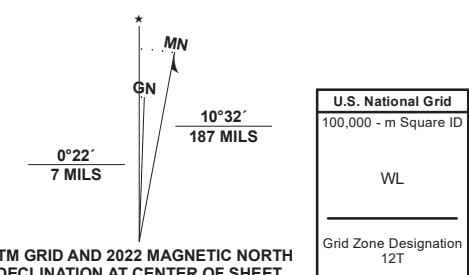 ★
MN
GN
10°32´
187 MILS
0°22´
7 MILS
TM GRID AND 2022 MAGNETIC NORTH
DECLINATION AT CENTER OF SHEET
U.S. National Grid
100,000 - m Square ID
WL
Grid Zone Designation
12T